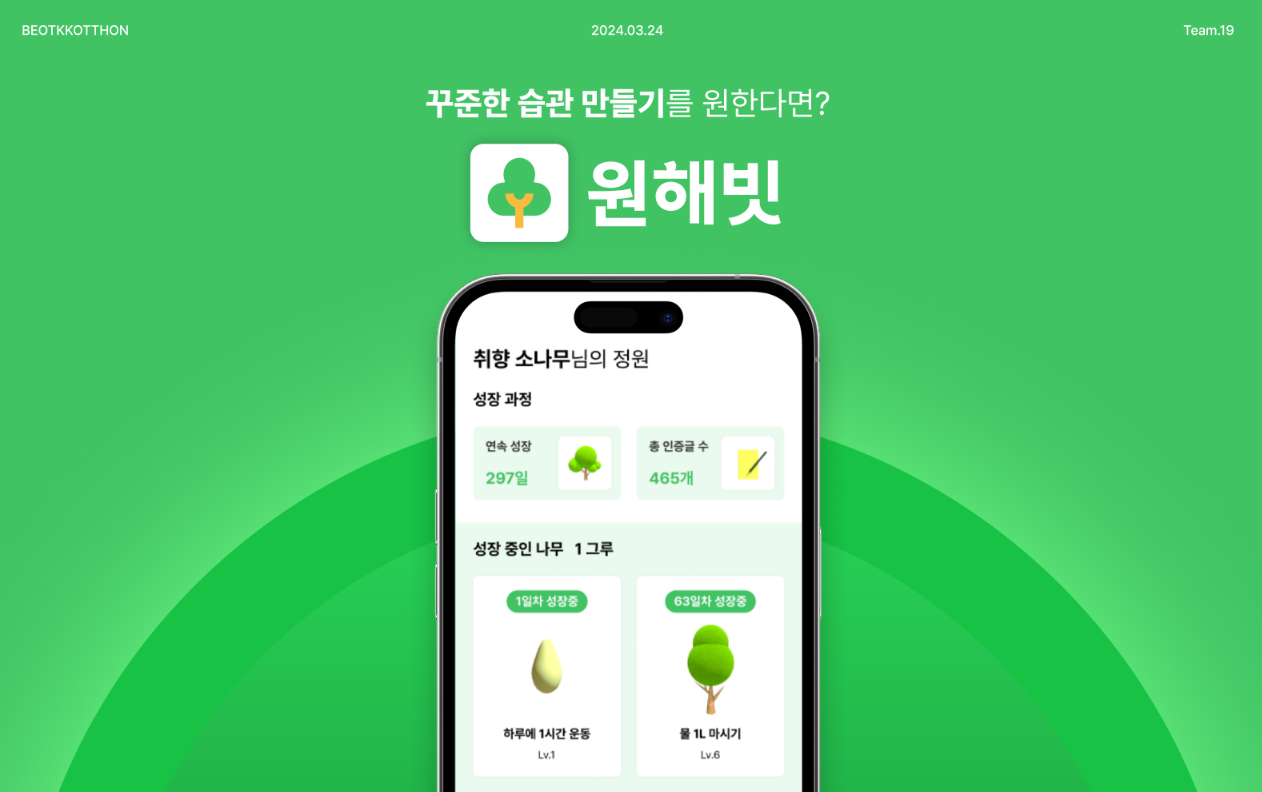 BEOTKKOTTHON 2024.03.24 Team.19
꾸준한 습관 만들기를 원한다면?
원해빗
취향 소나무님의 정원
성장 과정
연속 성장
297일
총 인증글 수
465개
성장 중인 나무 1 그루
1일차 성장중
하루에 1시간 운동
Lv.1
63일차 성장중
물 1L 마시기
Lv.6